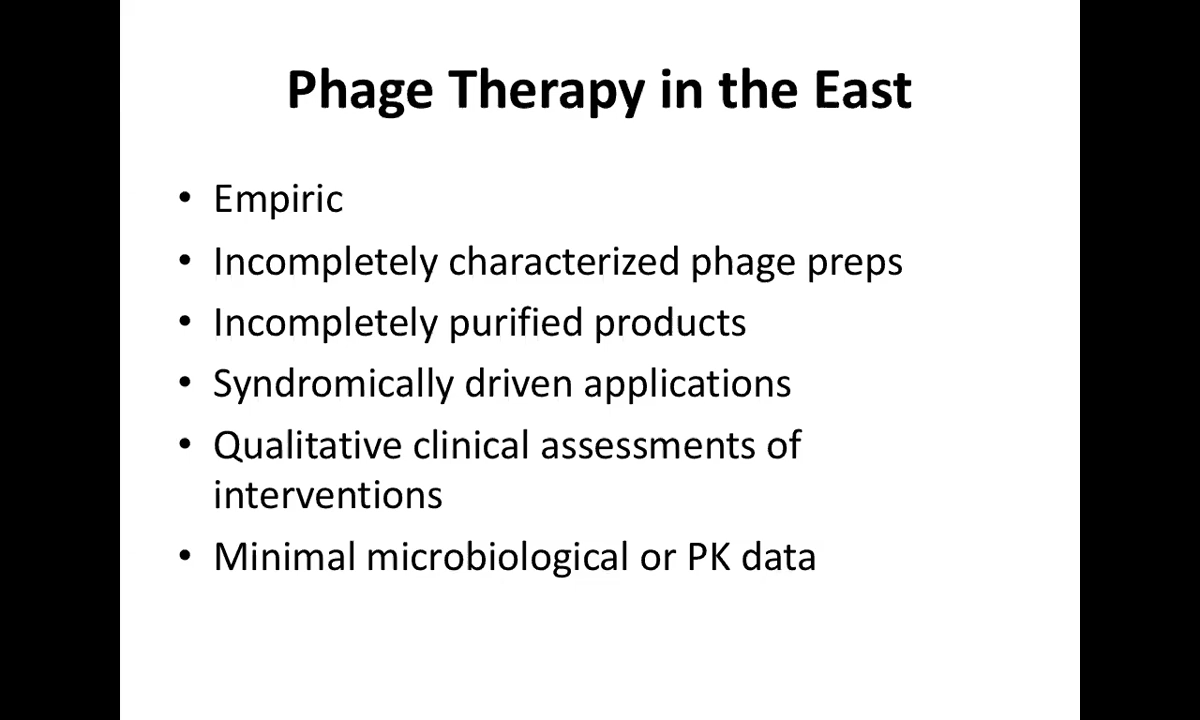 Phage Therapy in the East
• Empiric
• Incompletely characterized phage preps
• Incompletely purified products
• Syndromically driven applications
• Qualitative clinical assessments of
interventions
• Minimal microbiological or PK data